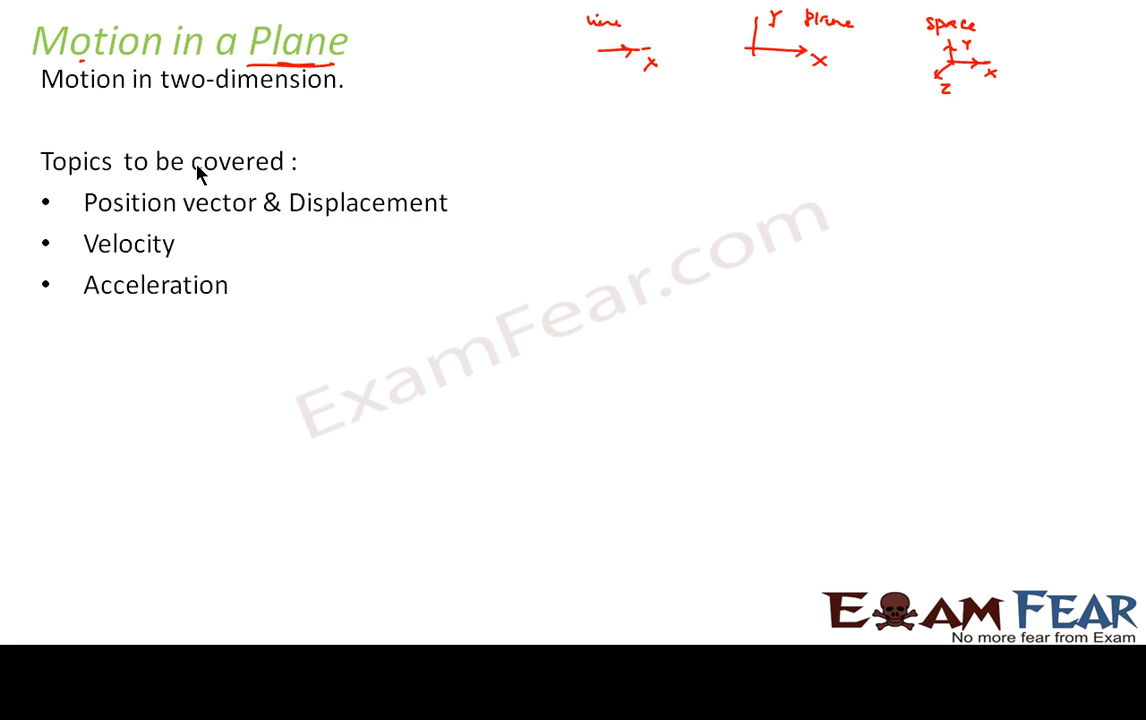 Motion in a Plane
Motion in two-dimension.
line
X
Y Plane
X
space
Y
X
Z
Topics to be covered :
• Position vector & Displacement
• Velocity
• Acceleration
ExamFear.com
EXAM FEAR
No more fear from Exam